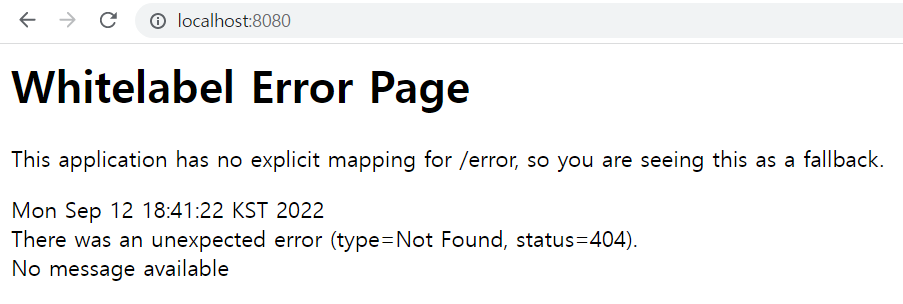 localhost:8080
Whitelabel Error Page
This application has no explicit mapping for /error, so you are seeing this as a fallback.
Mon Sep 12 18:41:22 KST 2022
There was an unexpected error (type=Not Found, status=404).
No message available